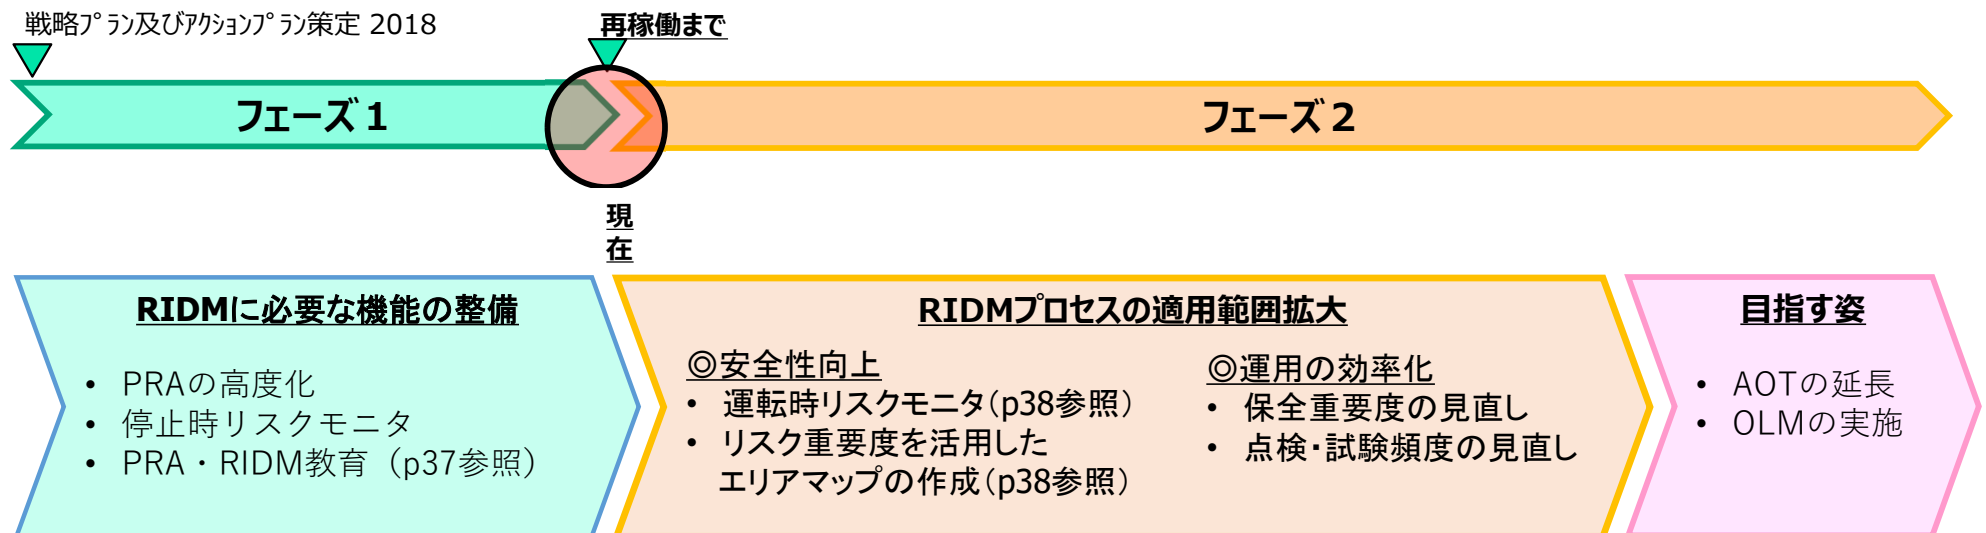 戦略ﾌﾟﾗﾝ及びｱｸｼｮﾝﾌﾟﾗﾝ策定 2018
再稼働まで
フェーズ１
フェーズ２
現
在
RIDMに必要な機能の整備
• PRAの高度化
• 停止時リスクモニタ
• PRA・RIDM教育（p37参照）
RIDMプロセスの適用範囲拡大
◎安全性向上
• 運転時リスクモニタ（p38参照）
• リスク重要度を活用した
エリアマップの作成（p38参照）
◎運用の効率化
• 保全重要度の見直し
• 点検・試験頻度の見直し
目指す姿
• AOTの延長
• OLMの実施